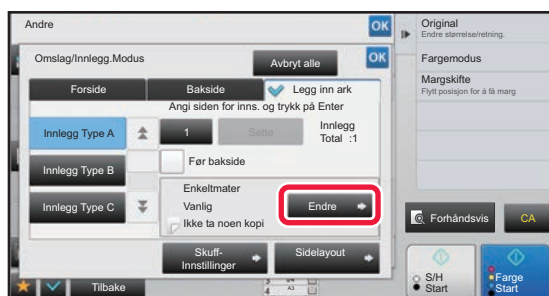 Andre
OK
Omslag/Innlegg.Modus
Avbryt alle
OK
Forside
Bakside
Legg inn ark
Angi siden for inns. og trykk på Enter
Innlegg Type A
1
Sette
Innlegg
Total :1
Før bakside
Innlegg Type B
Enkeltmater
Vanlig
Endre
Ikke ta noen kopi
Innlegg Type C
Skuff-
Innstillinger
Sidelayout
Tilbake
3
4
A3
Original
Endre størrelse/retning.
Fargemodus
Margskifte
Flytt posisjon for å få marg
Forhåndsvis
CA
S/H
Start
Farge
Start